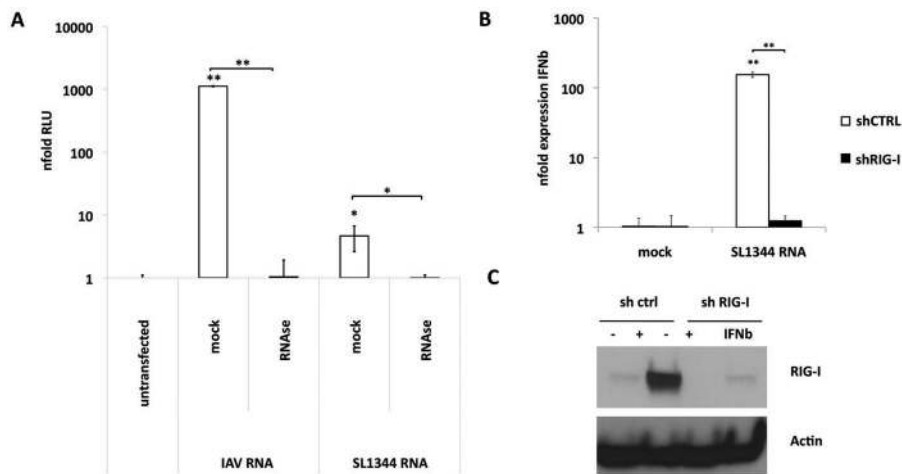 A
10000
1000
100
10
1
nfold RLU
**
**
*
*
untransfected
mock
RNAse
mock
RNAse
IAV RNA
SL1344 RNA
B
1000
100
10
1
nfold expression IFNb
**
**
mock
SL1344 RNA
shCTRL
shRIG-I
C
sh ctrl sh RIG-I
- + - + IFNb
RIG-I
Actin